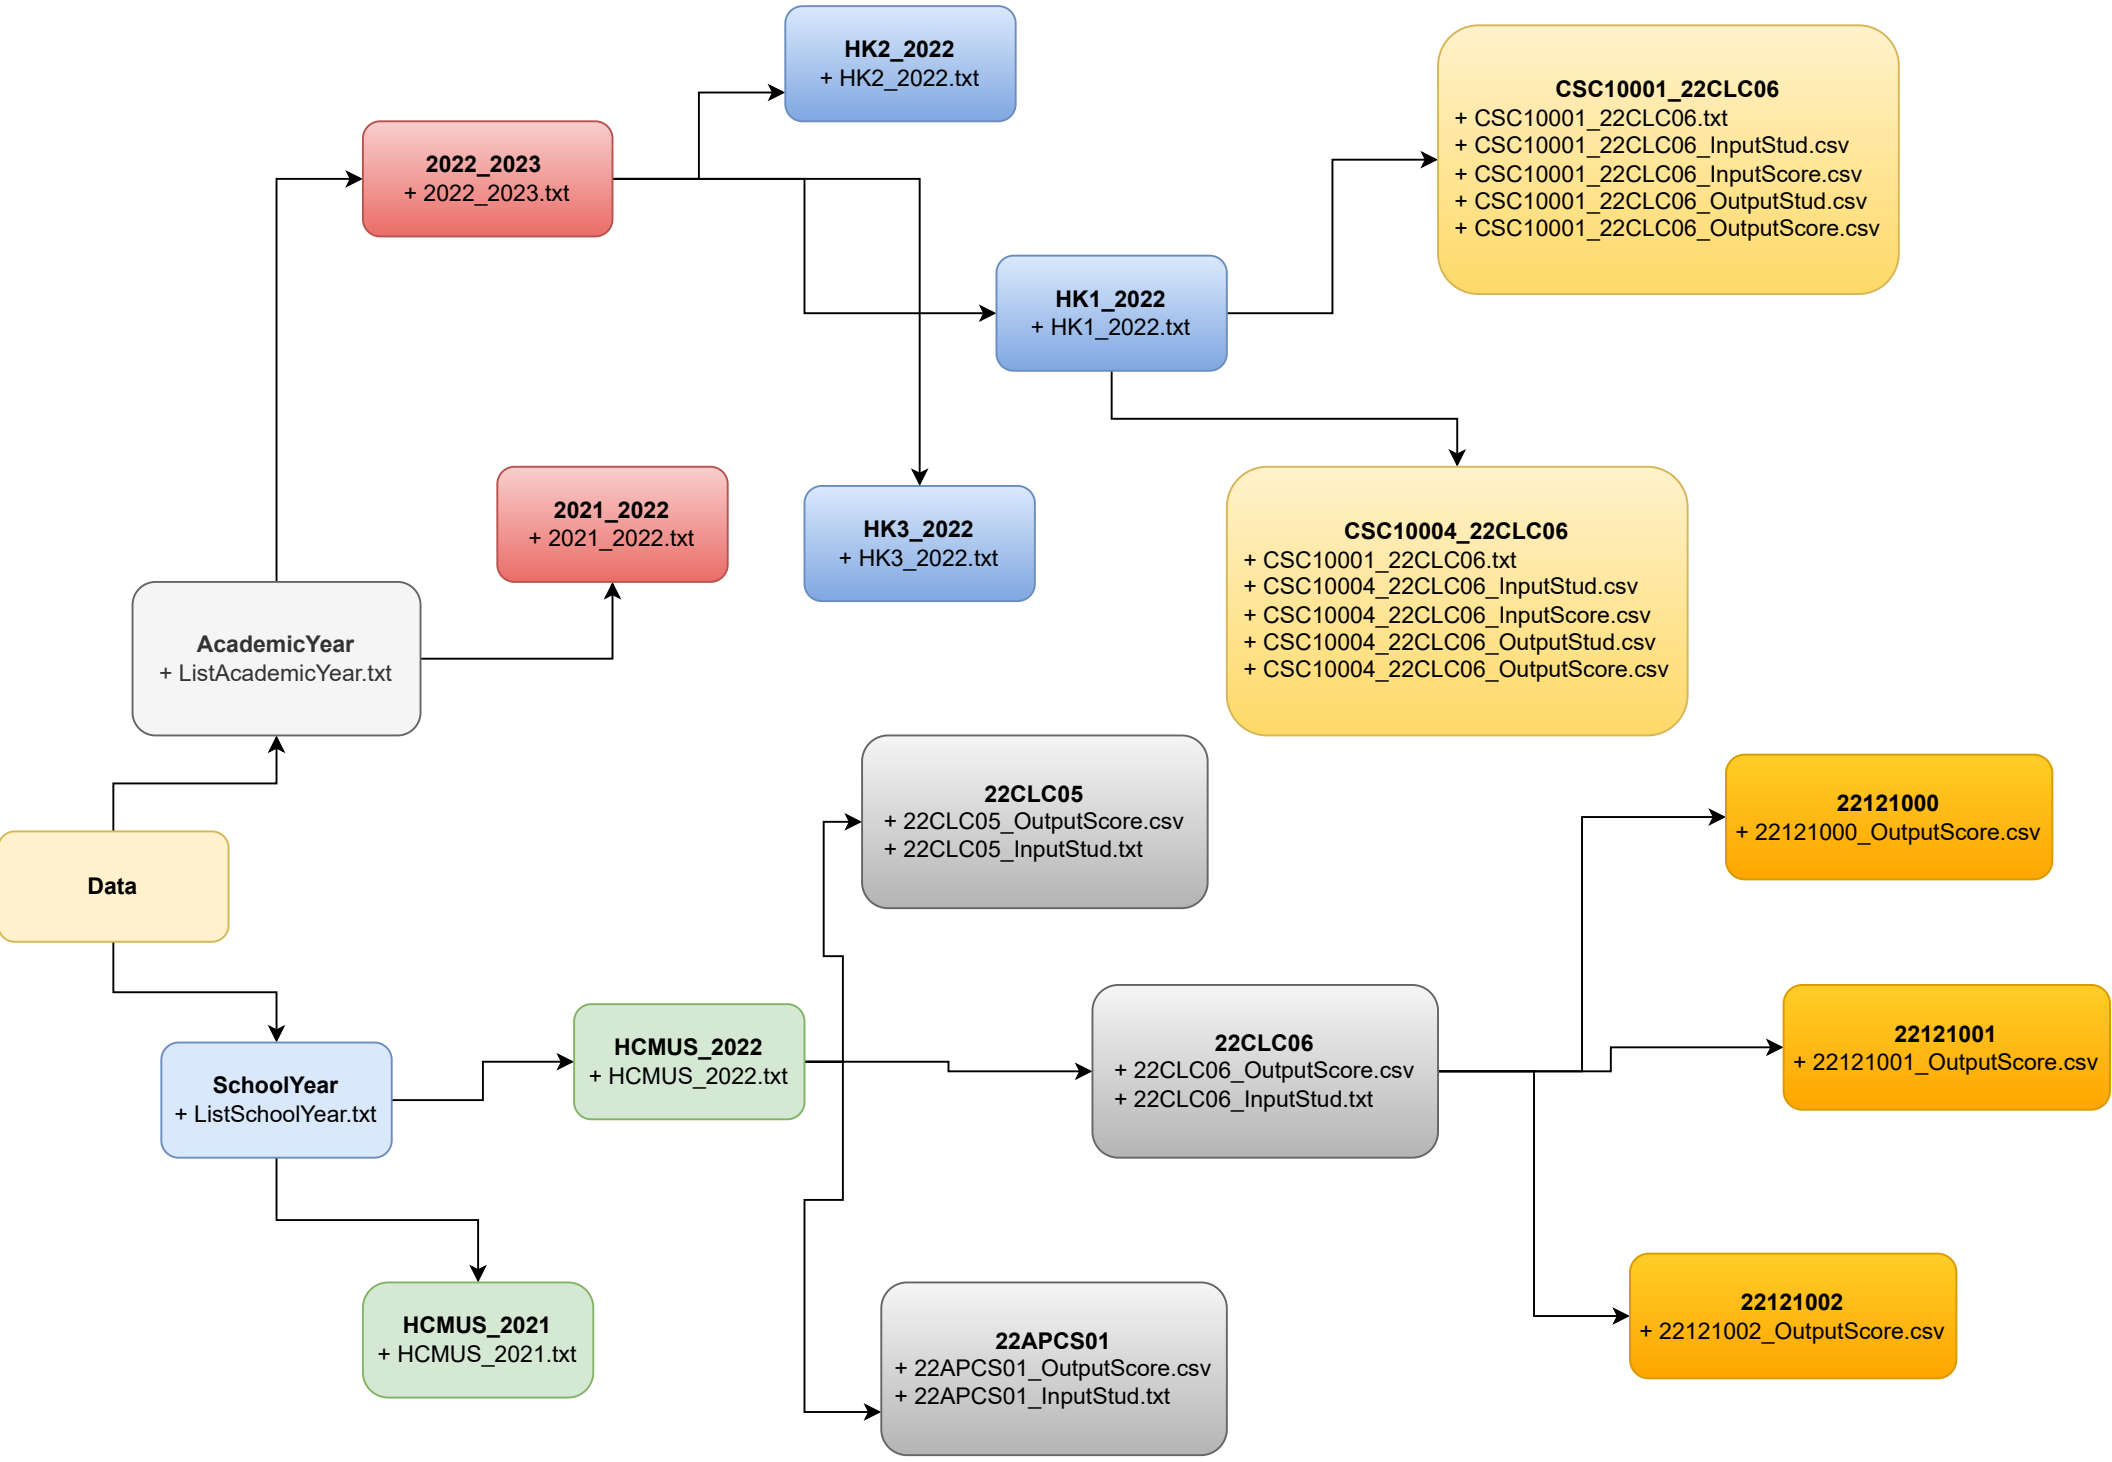 HK2_2022
+ HK2_2022.txt
CSC10001_22CLC06
+ CSC10001_22CLC06.txt
+ CSC10001_22CLC06_InputStud.csv
+ CSC10001_22CLC06_InputScore.csv
+ CSC10001_22CLC06_OutputStud.csv
+ CSC10001_22CLC06_OutputScore.csv
2022_2023
+ 2022_2023.txt
HK1_2022
+ HK1_2022.txt
2021_2022
+ 2021_2022.txt
HK3_2022
+ HK3_2022.txt
CSC10004_22CLC06
+ CSC10001_22CLC06.txt
+ CSC10004_22CLC06_InputStud.csv
+ CSC10004_22CLC06_InputScore.csv
+ CSC10004_22CLC06_OutputStud.csv
+ CSC10004_22CLC06_OutputScore.csv
AcademicYear
+ ListAcademicYear.txt
22CLC05
+ 22CLC05_OutputScore.csv
+ 22CLC05_InputStud.txt
22121000
+ 22121000_OutputScore.csv
Data
HCMUS_2022
+ HCMUS_2022.txt
22CLC06
+ 22CLC06_OutputScore.csv
+ 22CLC06_InputStud.txt
22121001
+ 22121001_OutputScore.csv
SchoolYear
+ ListSchoolYear.txt
HCMUS_2021
+ HCMUS_2021.txt
22APCS01
+ 22APCS01_OutputScore.csv
+ 22APCS01_InputStud.txt
22121002
+ 22121002_OutputScore.csv